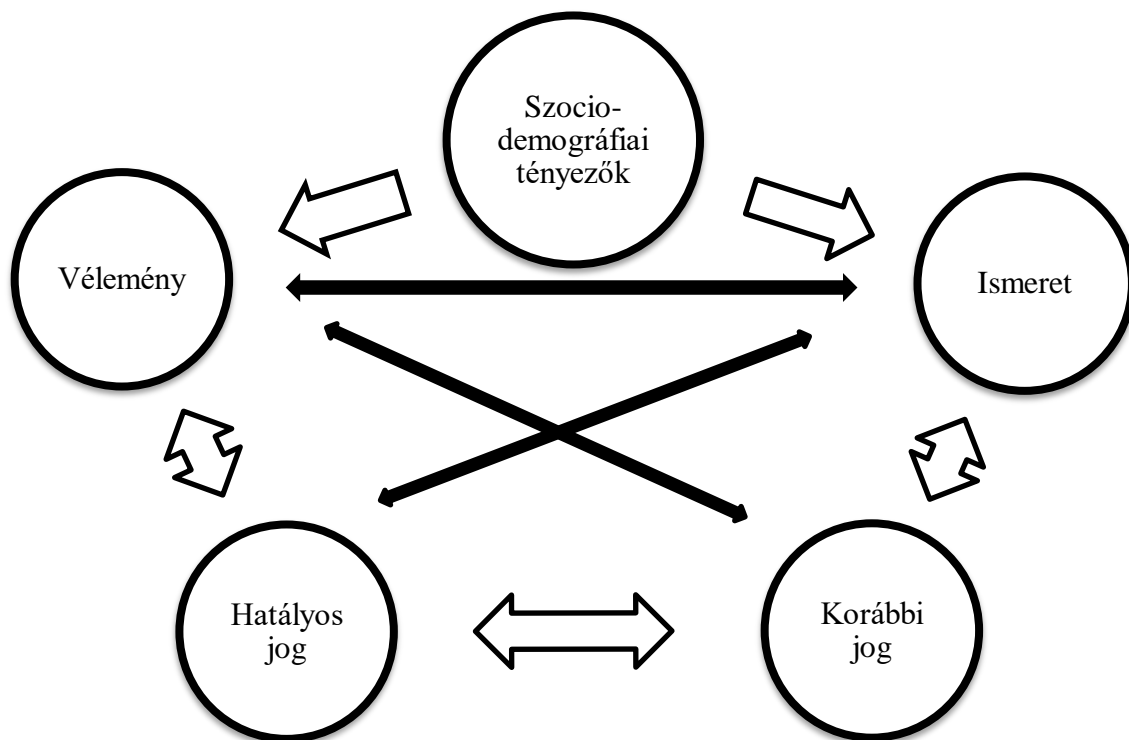 Szocio-
demográfiai
tényezők
Vélemény
Ismeret
Hatályos
jog
Korábbi
jog